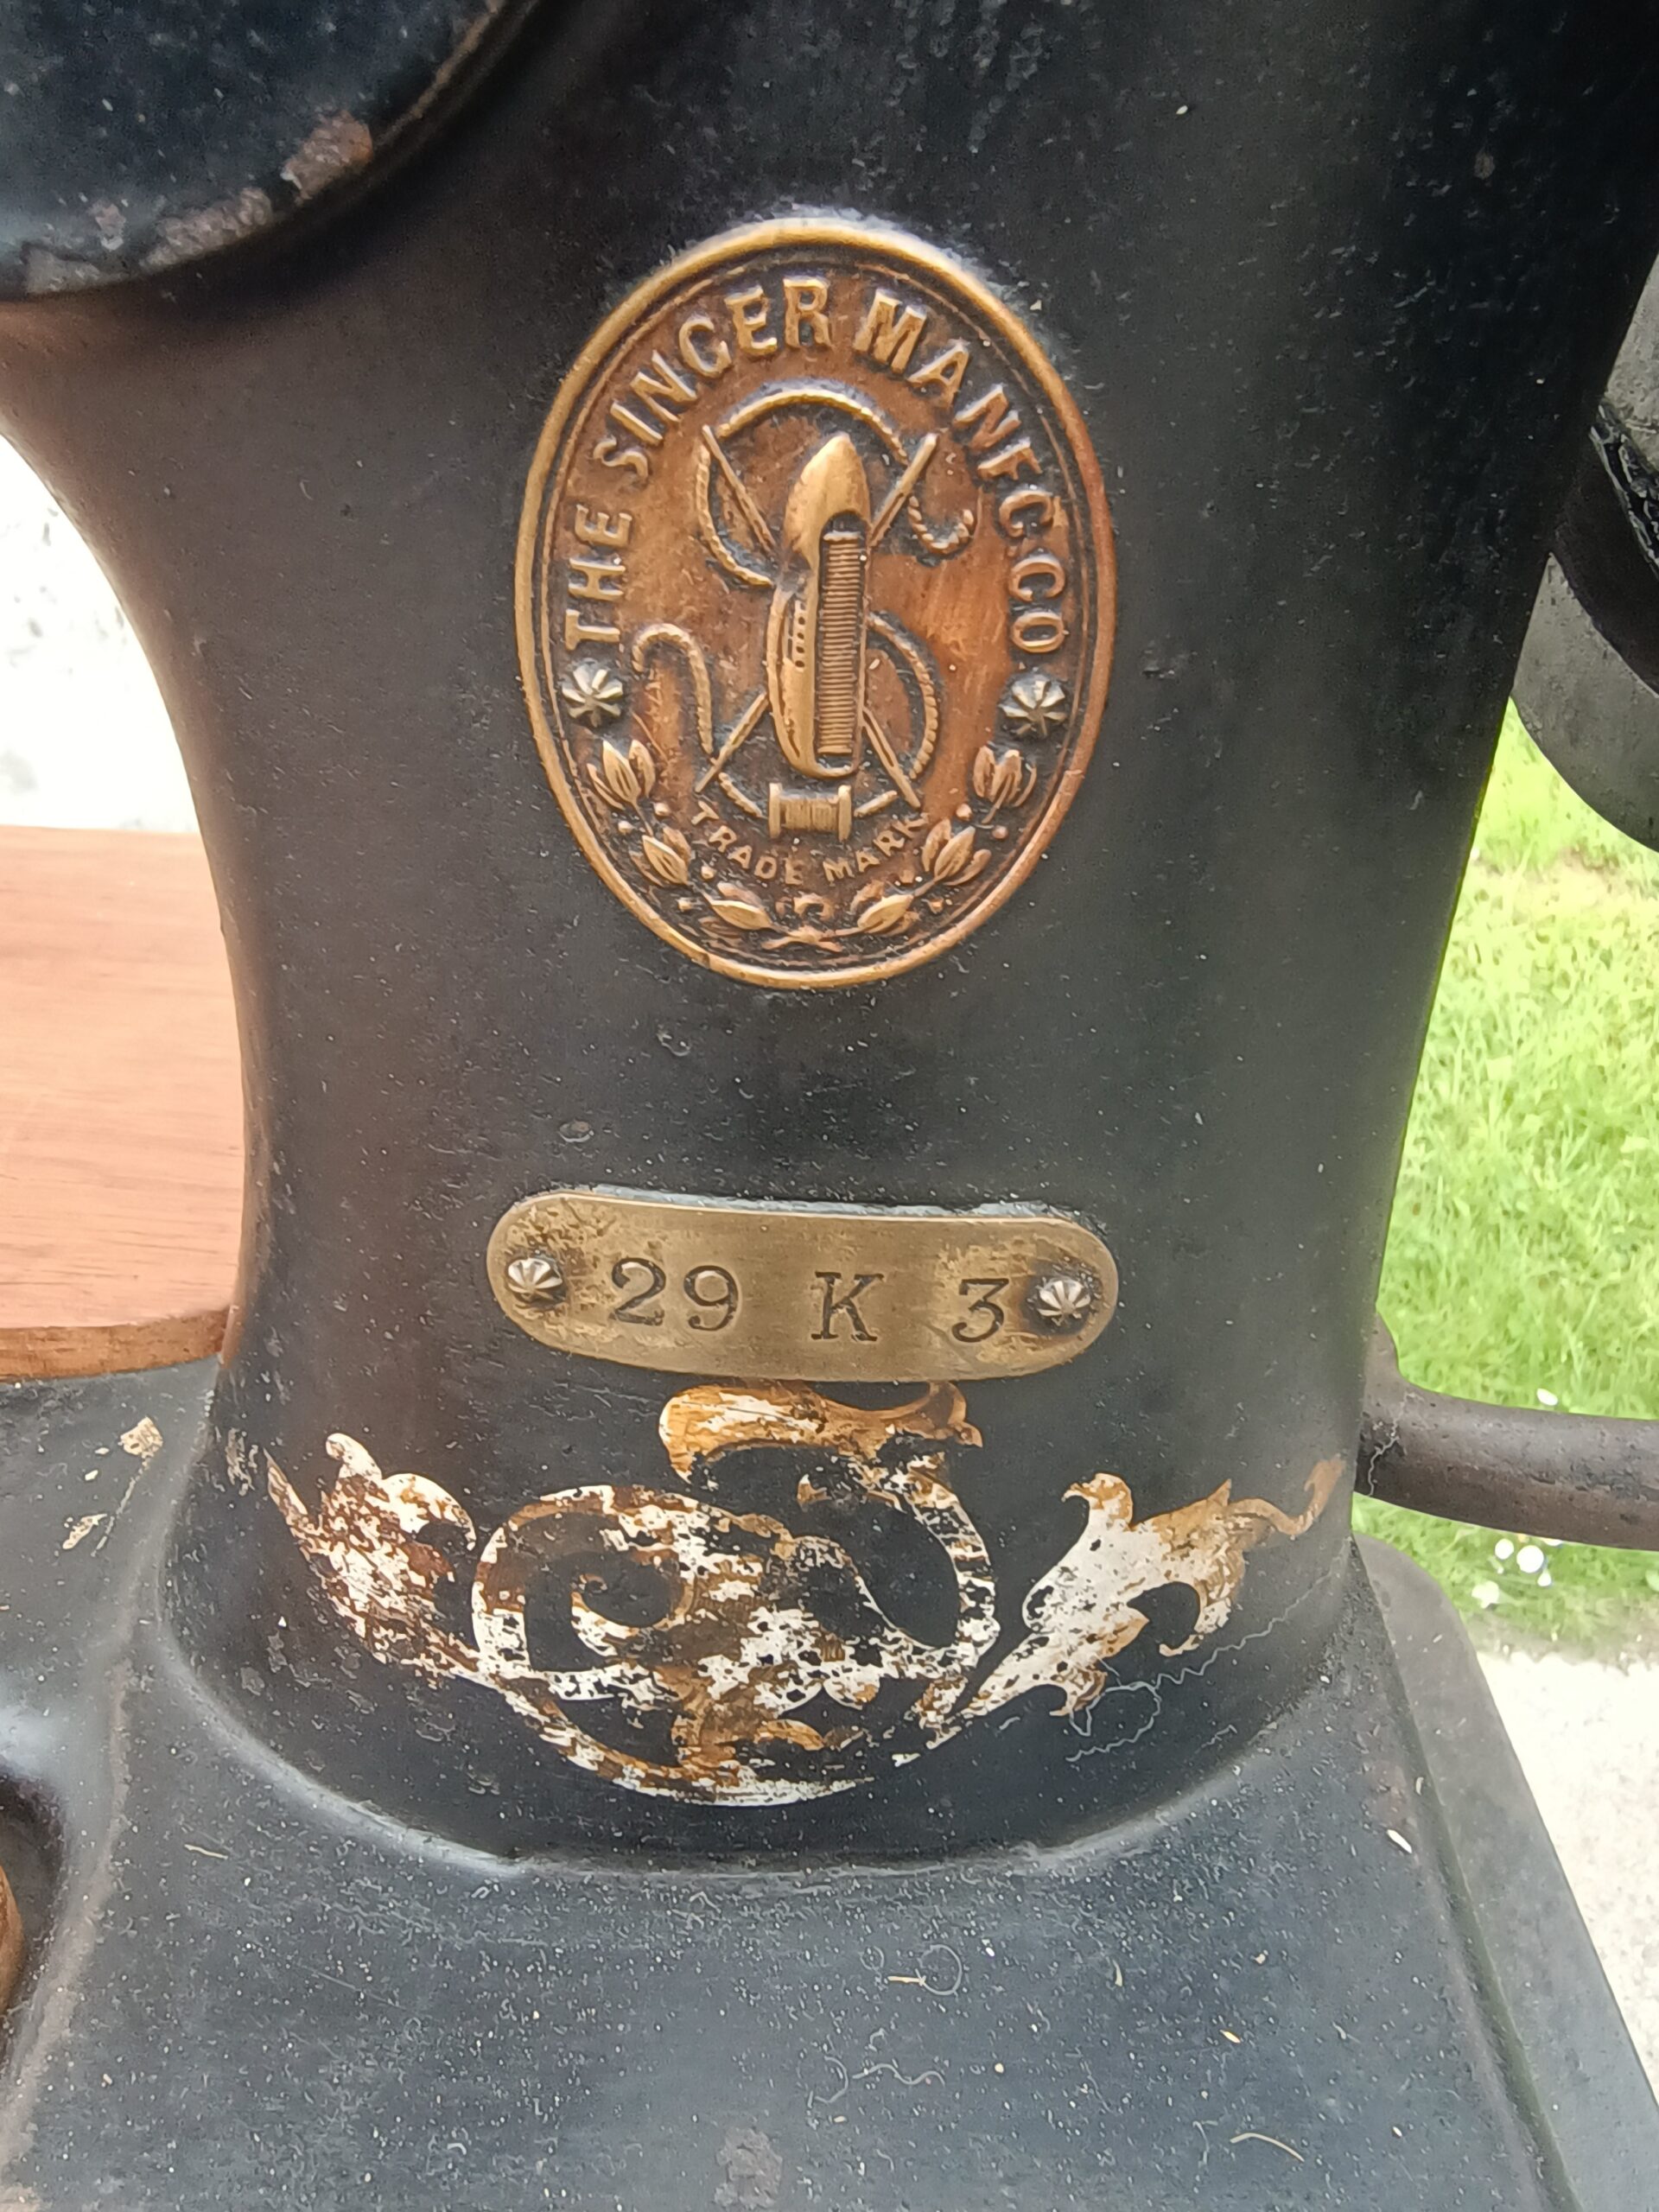 THE SINGER MANFG CO
TRADE MARK
29 K 3